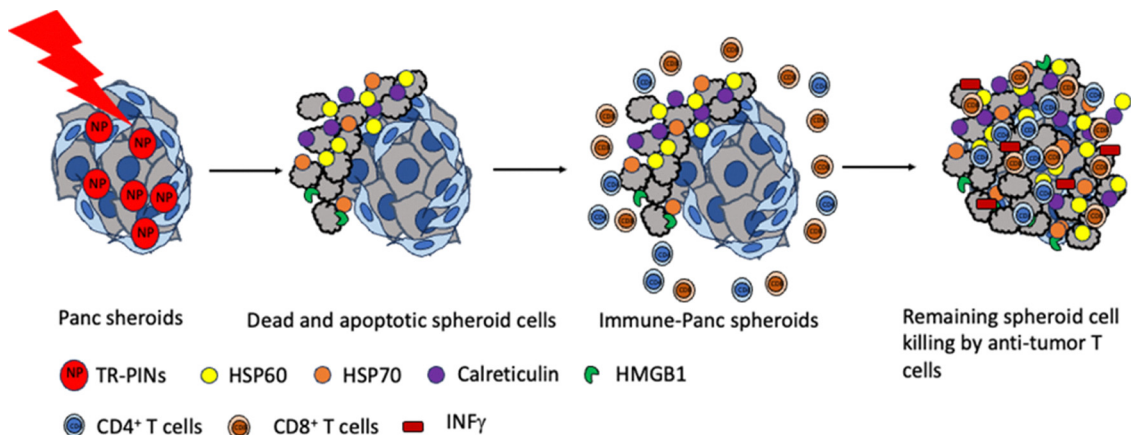 NP
NP
NP
NP
NP
NP
Panc sheroids
Dead and apoptotic spheroid cells
Immune-Panc spheroids
Remaining spheroid cell
killing by anti-tumor T
cells
NP TR-PINs
HSP60
HSP70
Calreticulin
HMGB1
CD4⁺ T cells
CD8⁺ T cells
INFγ